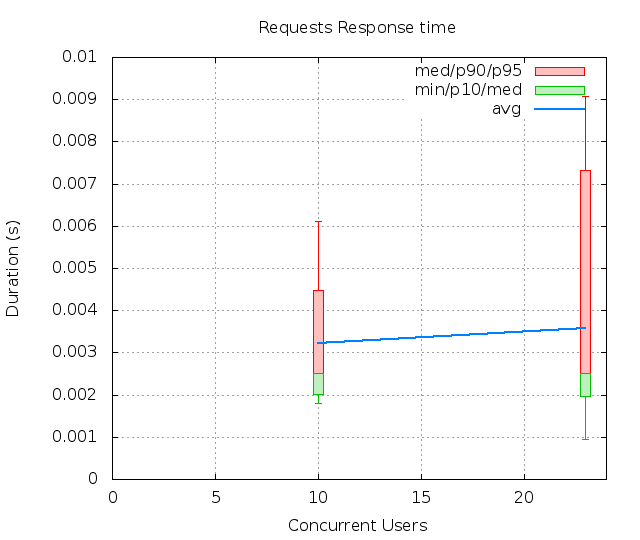 Requests Response time
0.01
0.009
0.008
0.007
0.006
0.005
0.004
0.003
0.002
0.001
0
Duration (s)
med/p90/p95
min/p10/med
avg
0 5 10 15 20
Concurrent Users